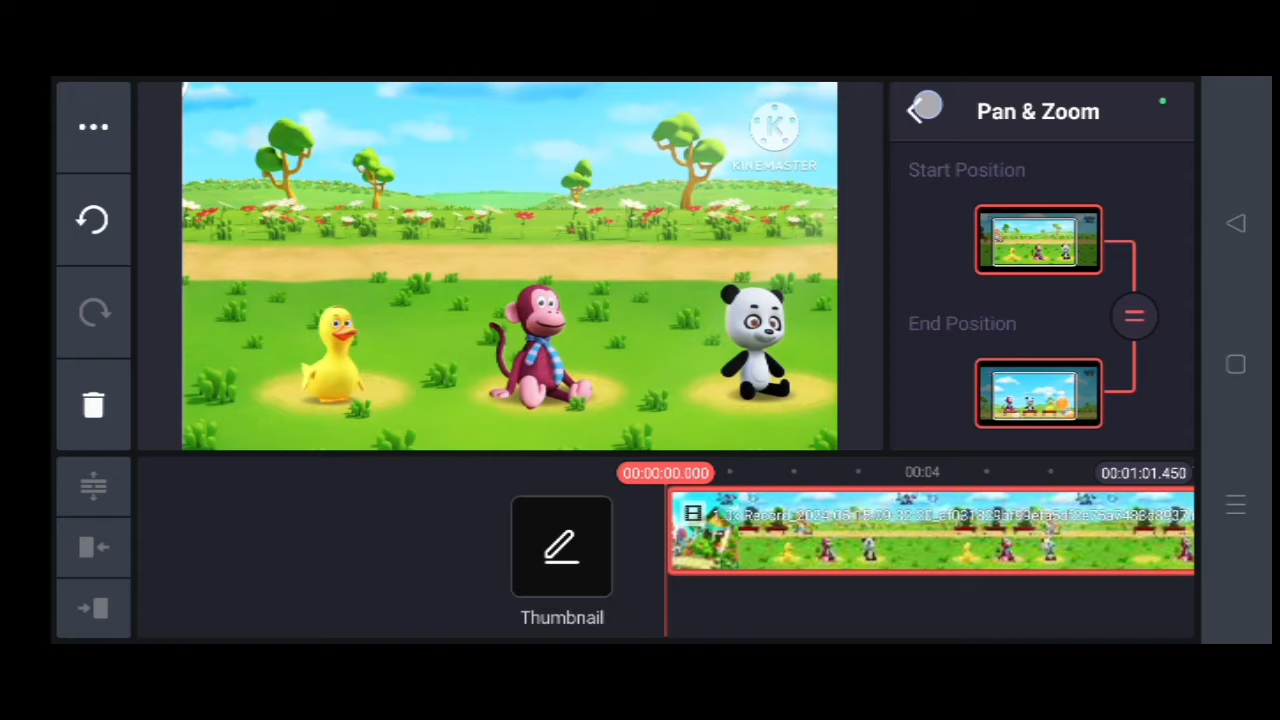 Pan & Zoom
K
KINEMASTER
Start Position
End Position
00:00:00.000
00:04
00:01:01.450
Thumbnail